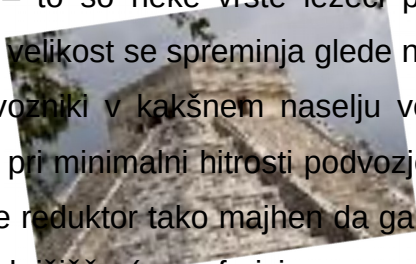 – to so neke vrste ležeči p
velikost se spreminja glede n
vozniki v kakšnem naselju v
pri minimalni hitrosti podvozj
e reduktor tako majhen da ga